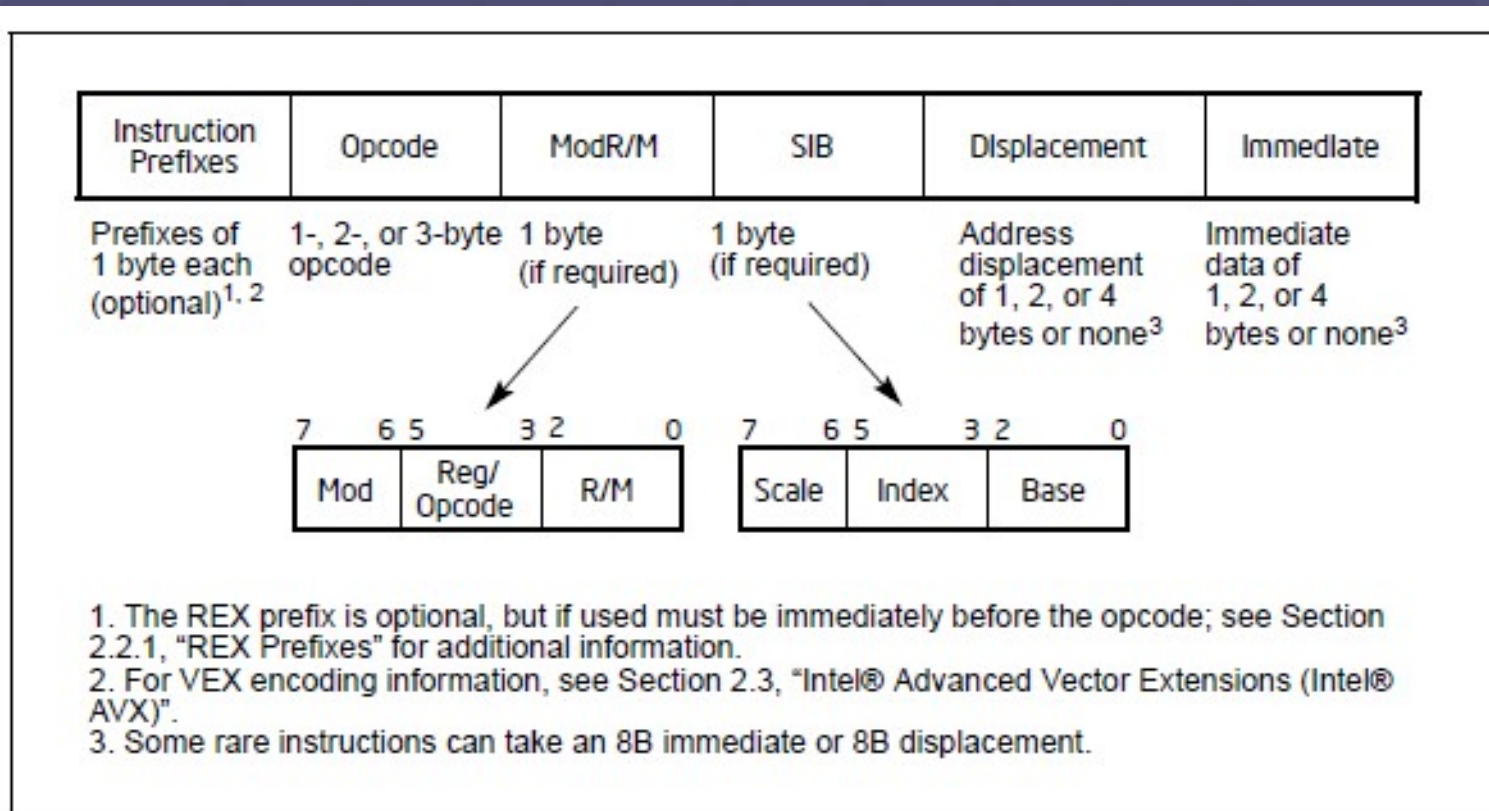 Instruction Prefixes Opcode ModR/M SIB Displacement Immediate
Prefixes of 1 byte each (optional)1, 2
1-, 2-, or 3-byte opcode
1 byte (if required)
1 byte (if required)
Address displacement of 1, 2, or 4 bytes or none3
Immediate data of 1, 2, or 4 bytes or none3
7 6 5 3 2 0
Mod Reg/Opcode R/M
7 6 5 3 2 0
Scale Index Base
1. The REX prefix is optional, but if used must be immediately before the opcode; see Section
2.2.1, “REX Prefixes” for additional information.
2. For VEX encoding information, see Section 2.3, “Intel® Advanced Vector Extensions (Intel®
AVX)”.
3. Some rare instructions can take an 8B immediate or 8B displacement.